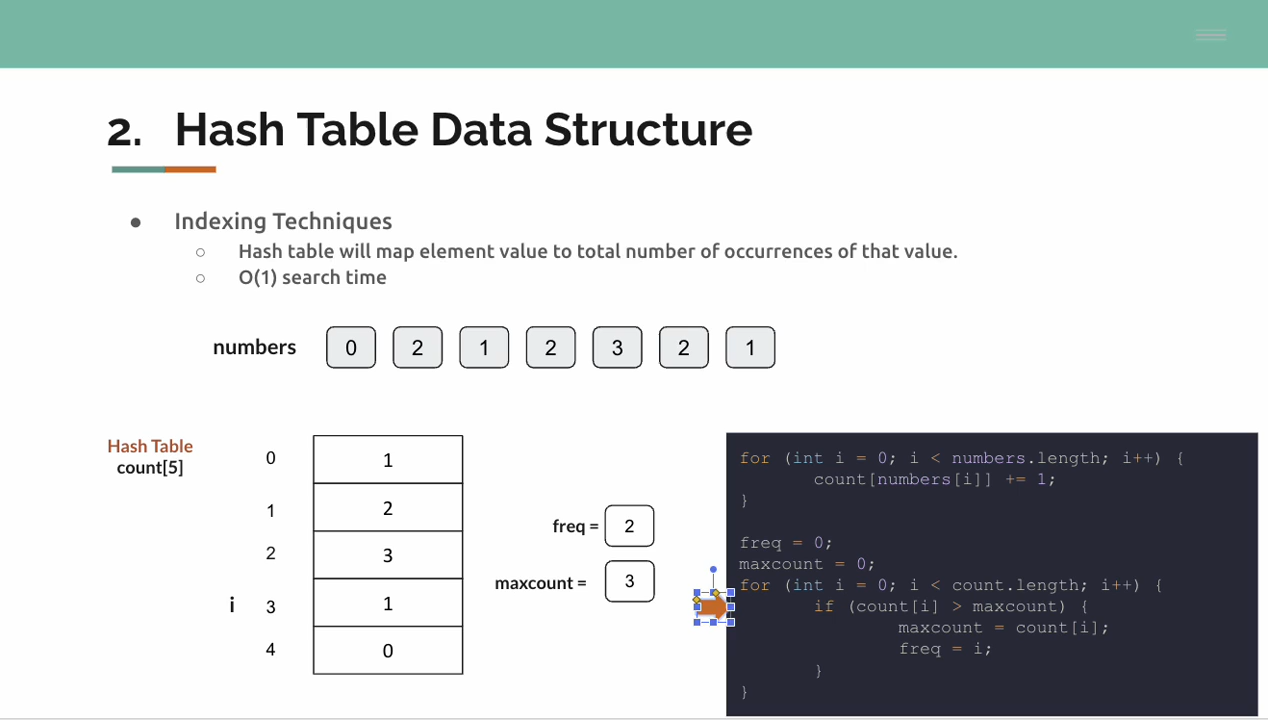 2. Hash Table Data Structure
● Indexing Techniques
○ Hash table will map element value to total number of occurrences of that value.
○ O(1) search time
numbers 0 2 1 2 3 2 1
Hash Table
count[5]
0 1
1 2
2 3
i 3 1
4 0
freq = 2
maxcount = 3
for (int i = 0; i < numbers.length; i++) {
count[numbers[i]] += 1;
}
freq = 0;
maxcount = 0;
for (int i = 0; i < count.length; i++) {
if (count[i] > maxcount) {
maxcount = count[i];
freq = i;
}
}